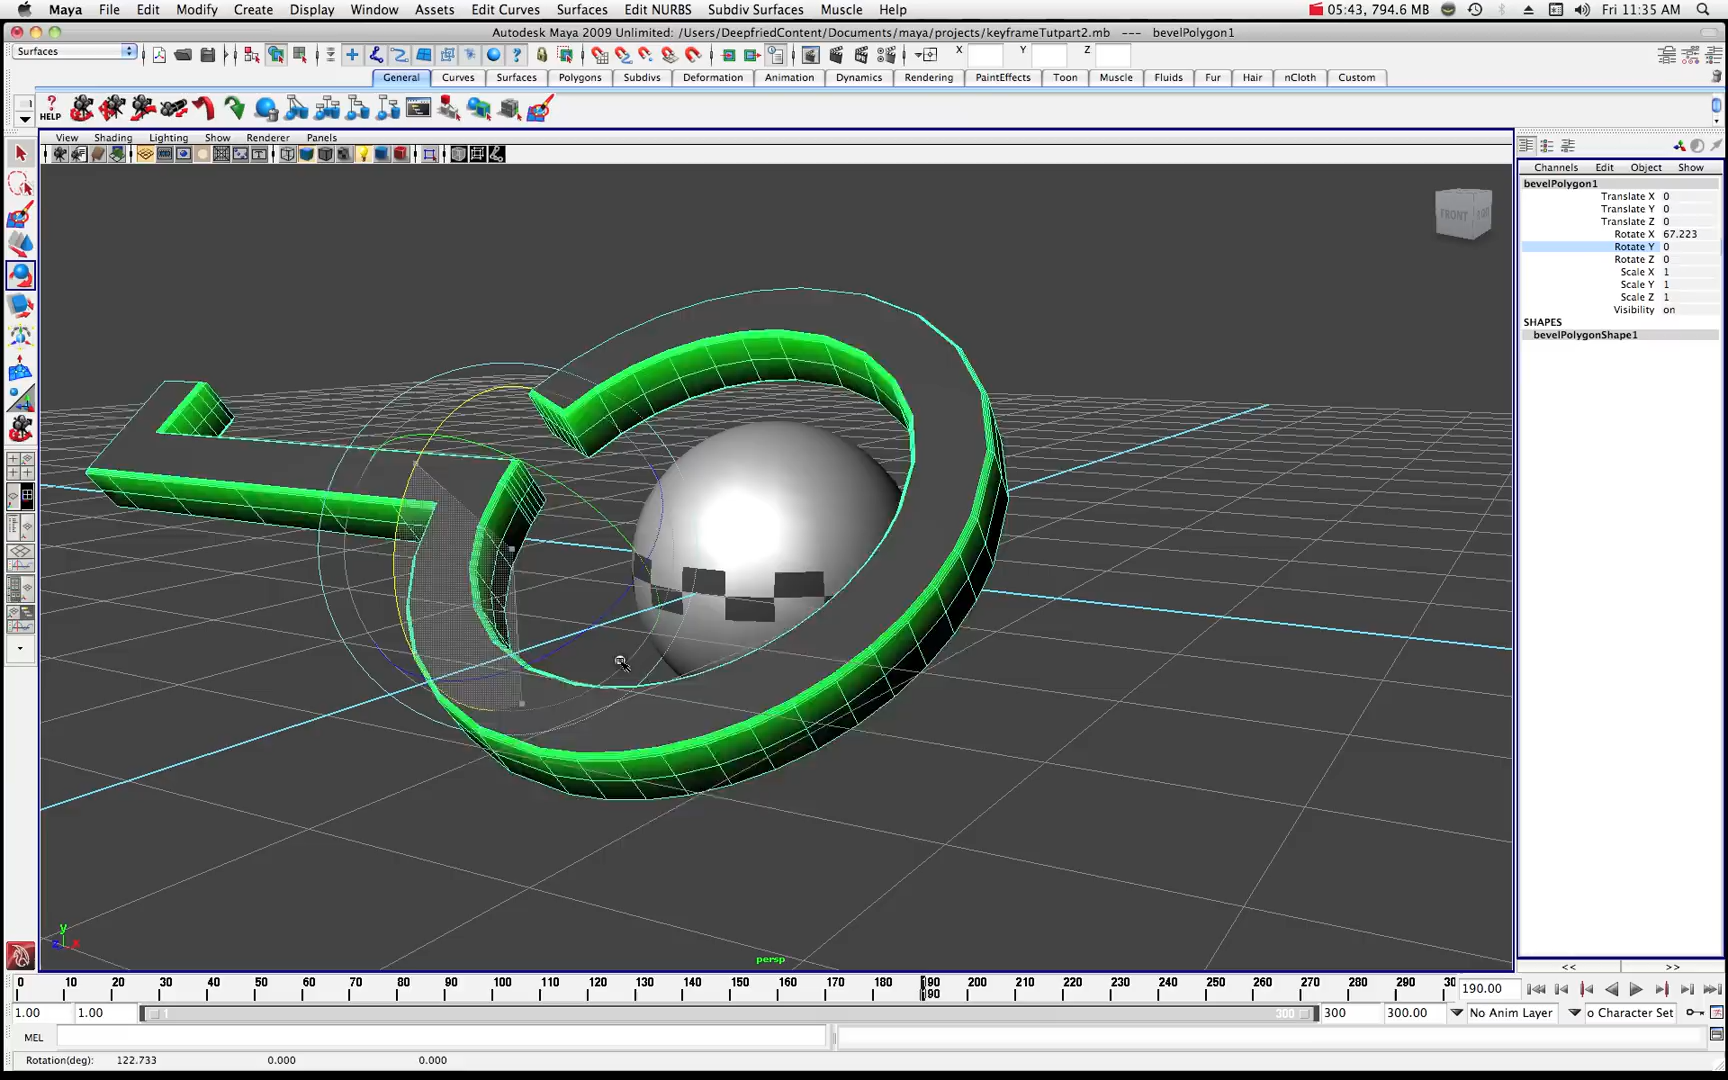 Maya File Edit Modify Create Display Window Assets Edit Curves Surfaces Edit NURBS Subdiv Surfaces Muscle Help 05:43, 794.6 MB Fri 11:35 AM
Autodesk Maya 2009 Unlimited: /Users/DeepfriedContent/Documents/maya/projects/keyframeTutpart2.mb --- bevelPolygon1
Surfaces X Y Z
General Curves Surfaces Polygons Subdivs Deformation Animation Dynamics Rendering PaintEffects Toon Muscle Fluids Fur Hair nCloth Custom
HELP
View Shading Lighting Show Renderer Panels
Channels Edit Object Show
bevelPolygon1
Translate X 0
Translate Y 0
Translate Z 0
Rotate X 67.223
Rotate Y 0
Rotate Z 0
Scale X 1
Scale Y 1
Scale Z 1
Visibility on
SHAPES
bevelPolygonShape1
FRONT
y
z x
persp
<< >>
0 10 20 30 40 50 60 70 80 90 100 110 120 130 140 150 160 170 180 190 200 210 220 230 240 250 260 270 280 290 30
190 190.00
1.00 1.00 1 300 300 300.00 No Anim Layer o Character Set
MEL
Rotation(deg): 122.733 0.000 0.000